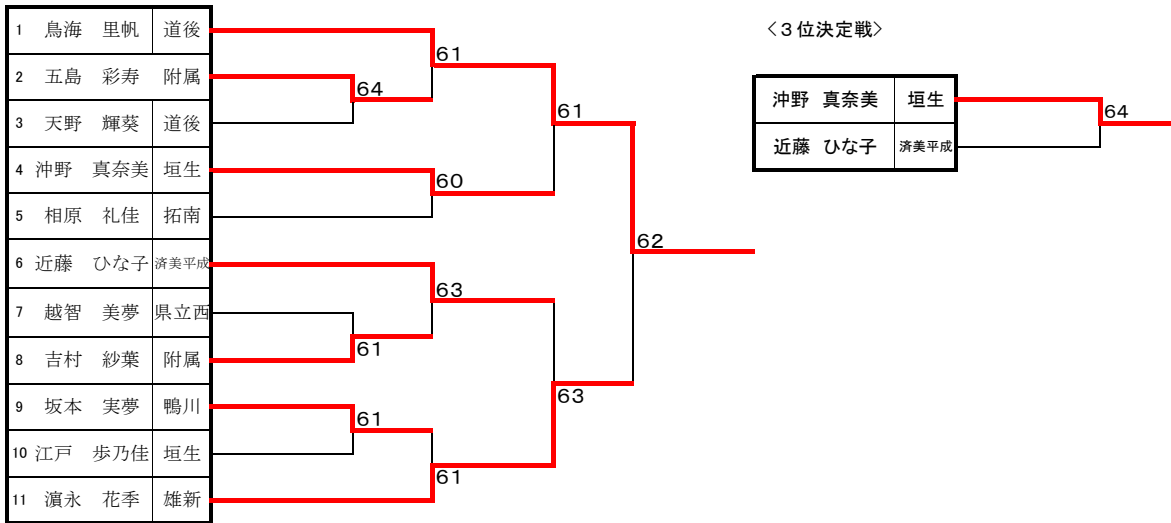 1 鳥海 里帆 道後
2 五島 彩寿 附属
3 天野 輝葵 道後
4 沖野 真奈美 垣生
5 相原 礼佳 拓南
6 近藤 ひな子 済美平成
7 越智 美夢 県立西
8 吉村 紗葉 附属
9 坂本 実夢 鴨川
10 江戸 歩乃佳 垣生
11 濵永 花季 雄新
61
64
60
63
61
61
61
61
63
62
<3位決定戦>
沖野 真奈美 垣生
近藤 ひな子 済美平成
64